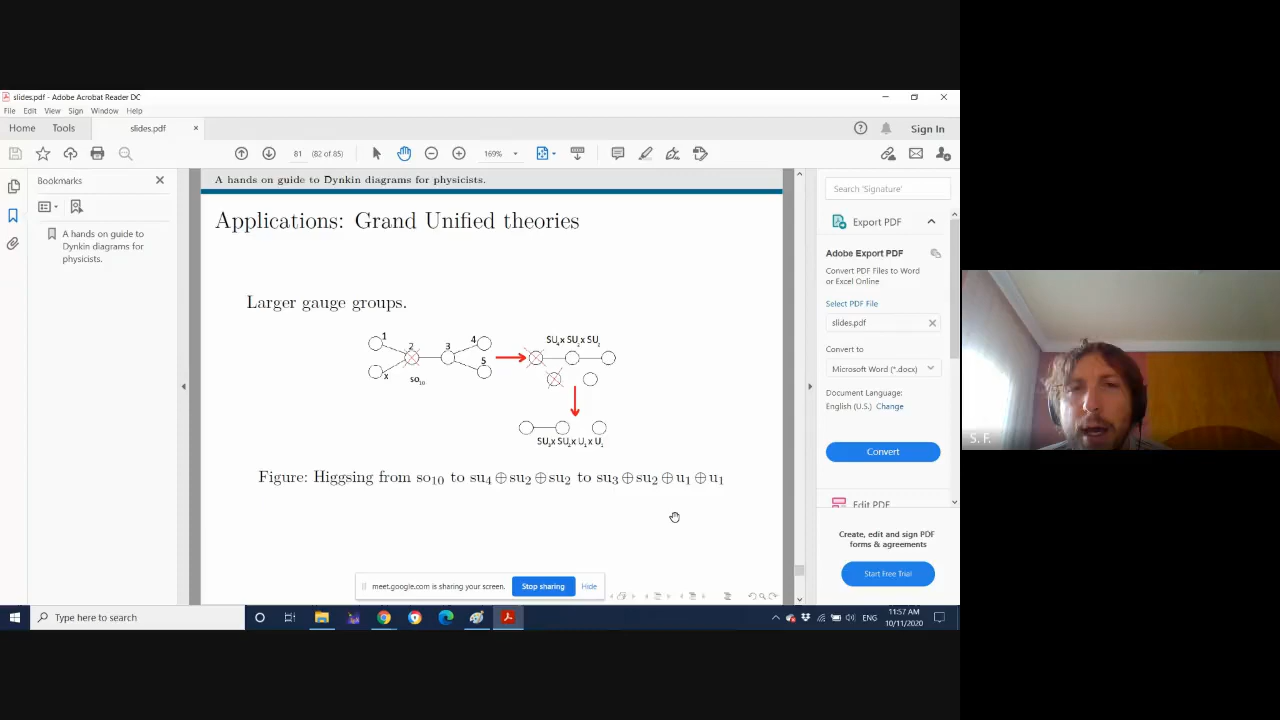 slides.pdf - Adobe Acrobat Reader DC
File Edit View Sign Window Help
Home Tools slides.pdf × Sign In
81 (82 of 85) 169%
Bookmarks
A hands on guide to
Dynkin diagrams for
physicists.
A hands on guide to Dynkin diagrams for physicists.
Applications: Grand Unified theories
Larger gauge groups.
1 2 3 4 5 x
so₁₀
SU₄x SU₂x SU₂
SU₃x SU₂x U₁x U₁
Figure: Higgsing from so₁₀ to su₄ ⊕ su₂ ⊕ su₂ to su₃ ⊕ su₂ ⊕ u₁ ⊕ u₁
meet.google.com is sharing your screen. Stop sharing Hide
Search 'Signature'
Export PDF
Adobe Export PDF
Convert PDF Files to Word
or Excel Online
Select PDF File
slides.pdf
Convert to
Microsoft Word (*.docx)
Document Language:
English (U.S.) Change
Convert
Edit PDF
Create, edit and sign PDF
forms & agreements
Start Free Trial
S. F.
Type here to search
ENG
11:57 AM
10/11/2020